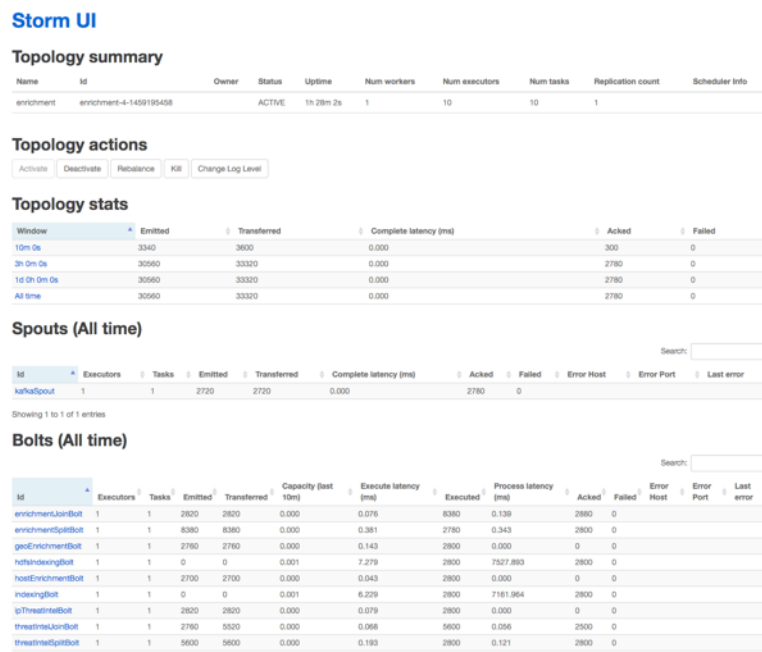 Storm UI
Topology summary
Name Id Owner Status Uptime Num workers Num executors Num tasks Replication count Scheduler Info
enrichment enrichment-4-1459195458 ACTIVE 1h 28m 2s 1 10 10 1
Topology actions
Activate Deactivate Rebalance Kill Change Log Level
Topology stats
Window Emitted Transferred Complete latency (ms) Acked Failed
10m 0s 3340 3600 0.000 300 0
3h 0m 0s 30560 33320 0.000 2780 0
1d 0h 0m 0s 30560 33320 0.000 2780 0
All time 30560 33320 0.000 2780 0
Spouts (All time)
Search:
Id Executors Tasks Emitted Transferred Complete latency (ms) Acked Failed Error Host Error Port Last error
kafkaSpout 1 1 2720 2720 0.000 2780 0
Showing 1 to 1 of 1 entries
Bolts (All time)
Search:
Id Executors Tasks Emitted Transferred Capacity (last 10m) Execute latency (ms) Executed Process latency (ms) Acked Failed Error Host Error Port Last error
enrichmentJoinBolt 1 1 2820 2820 0.000 0.076 8380 0.139 2880 0
enrichmentSplitBolt 1 1 8380 8380 0.000 0.381 2780 0.343 2800 0
geoEnrichmentBolt 1 1 2760 2760 0.000 0.143 2800 0.000 0 0
hdfsIndexingBolt 1 1 0 0 0.001 7.279 2800 7527.893 2800 0
hostEnrichmentBolt 1 1 2700 2700 0.000 0.043 2800 0.000 0 0
indexingBolt 1 1 0 0 0.001 6.229 2800 7161.964 2800 0
ipThreatIntelBolt 1 1 2820 2820 0.000 0.079 2800 0.000 0 0
threatIntelJoinBolt 1 1 2760 5520 0.000 0.068 5600 0.056 2500 0
threatIntelSplitBolt 1 1 5600 5600 0.000 0.193 2800 0.121 2800 0